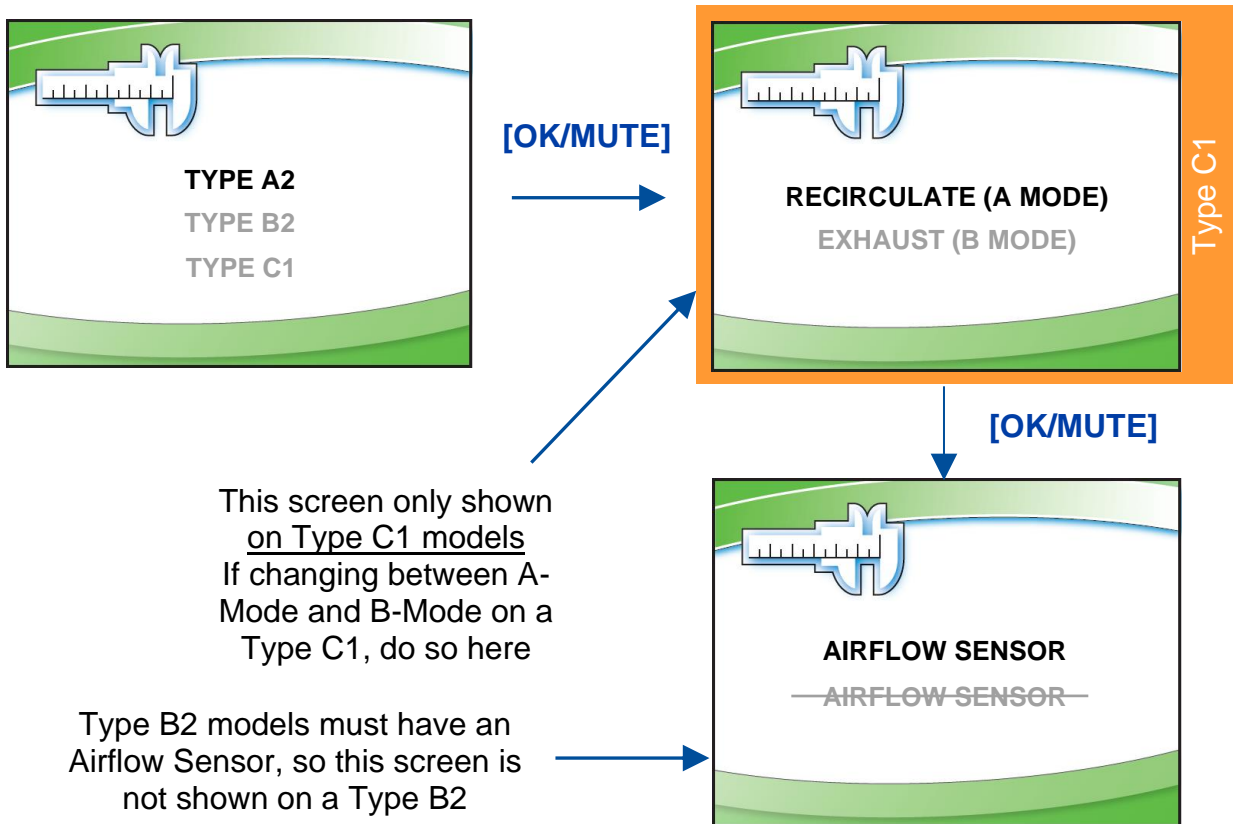 TYPE A2
TYPE B2
TYPE C1
[OK/MUTE]
RECIRCULATE (A MODE)
EXHAUST (B MODE)
Type C1
[OK/MUTE]
This screen only shown
on Type C1 models
If changing between A-
Mode and B-Mode on a
Type C1, do so here
AIRFLOW SENSOR
AIRFLOW SENSOR
Type B2 models must have an
Airflow Sensor, so this screen is
not shown on a Type B2